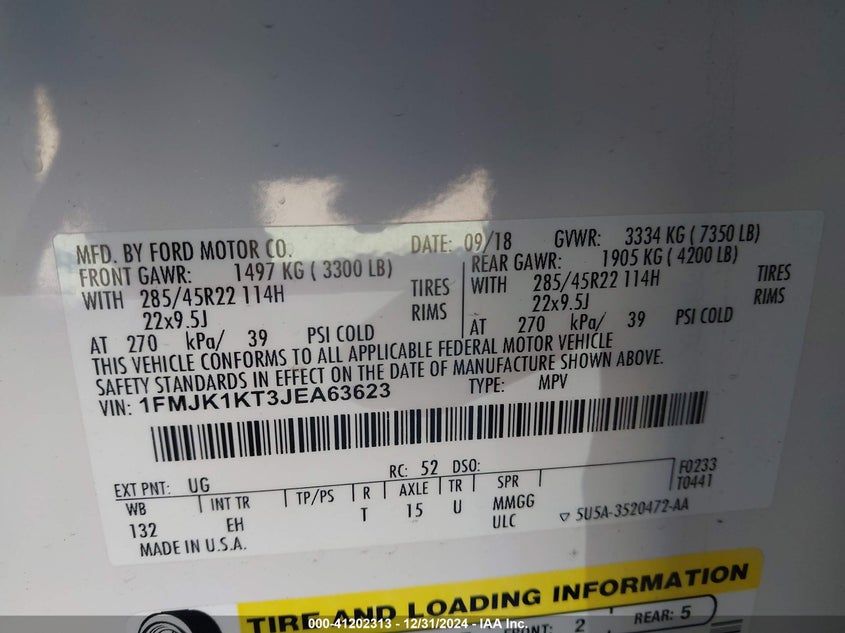 MFD. BY FORD MOTOR CO. DATE: 09/18 GVWR: 3334 KG ( 7350 LB)
FRONT GAWR: 1497 KG ( 3300 LB) REAR GAWR: 1905 KG ( 4200 LB)
WITH 285/45R22 114H TIRES WITH 285/45R22 114H TIRES
22x9.5J RIMS 22x9.5J RIMS
AT 270 kPa/ 39 PSI COLD AT 270 kPa/ 39 PSI COLD
THIS VEHICLE CONFORMS TO ALL APPLICABLE FEDERAL MOTOR VEHICLE
SAFETY STANDARDS IN EFFECT ON THE DATE OF MANUFACTURE SHOWN ABOVE.
VIN: 1FMJK1KT3JEA63623 TYPE: MPV
EXT PNT: UG RC: 52 DSO: F0233
WB INT TR TP/PS R AXLE TR SPR T0441
132 EH T 15 U MMGG
ULC 5U5A-3520472-AA
MADE IN U.S.A.
TIRE AND LOADING INFORMATION
FRONT: 2 REAR: 5
000-41202313 - 12/31/2024 - IAA Inc.